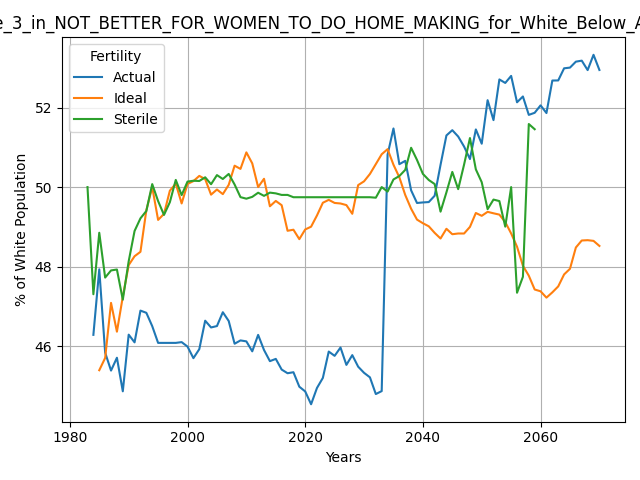 e_3_in_NOT_BETTER_FOR_WOMEN_TO_DO_HOME_MAKING_for_White_Below_A
Fertility
Actual
Ideal
Sterile
% of White Population
52
50
48
46
1980 2000 2020 2040 2060
Years